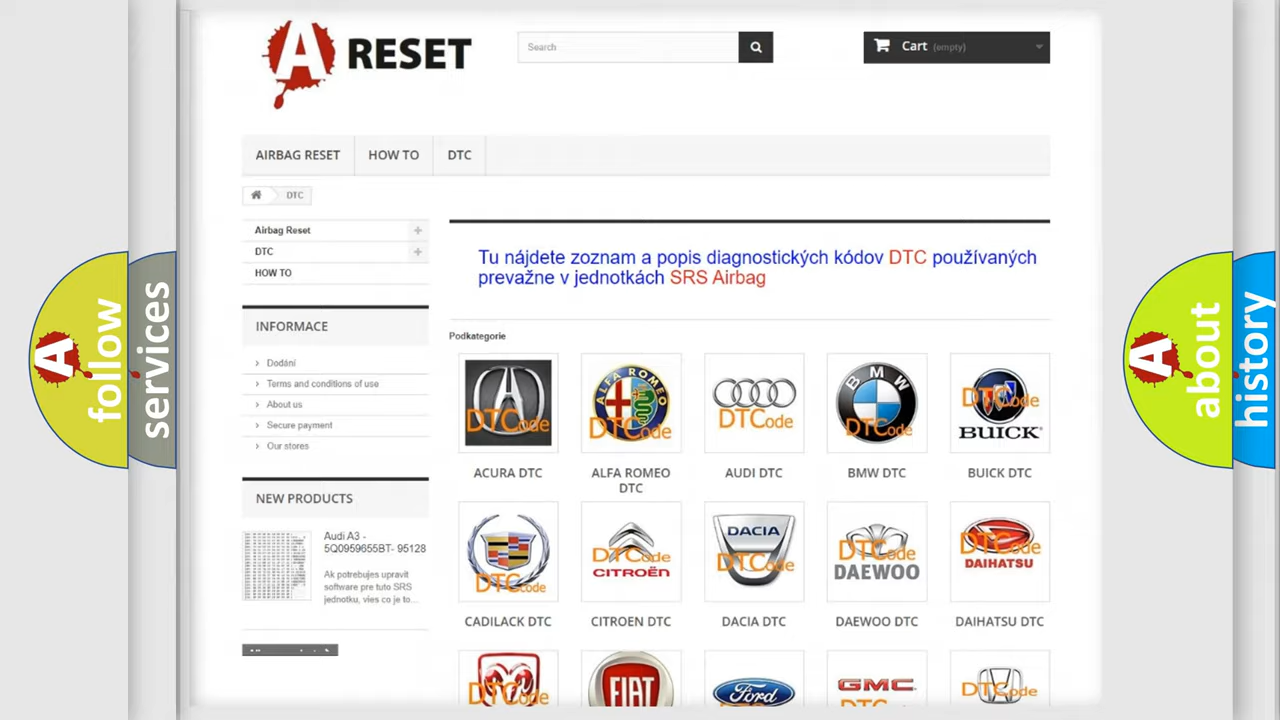 A RESET
Search
Cart (empty)
AIRBAG RESET
HOW TO
DTC
DTC
Airbag Reset
DTC
HOW TO
INFORMACE
Dodání
Terms and conditions of use
About us
Secure payment
Our stores
NEW PRODUCTS
Audi A3 -
5Q0959655BT- 95128
Ak potrebujes upravit
software pre tuto SRS
jednotku, vies co je to...
Tu nájdete zoznam a popis diagnostických kódov DTC používaných
prevažne v jednotkách SRS Airbag
Podkategorie
DTCode
ALFA ROMEO
DTCode
DTCode
BMW
DTCode
DTCode
BUICK
ACURA DTC
ALFA ROMEO
DTC
AUDI DTC
BMW DTC
BUICK DTC
DTCode
DTCode
CITROËN
DACIA
DTCode
DTCode
DAEWOO
DTCode
DAIHATSU
CADILACK DTC
CITROEN DTC
DACIA DTC
DAEWOO DTC
DAIHATSU DTC
DTCode
FIAT
Ford
GMC
DTCode
A follow
services
A about
history